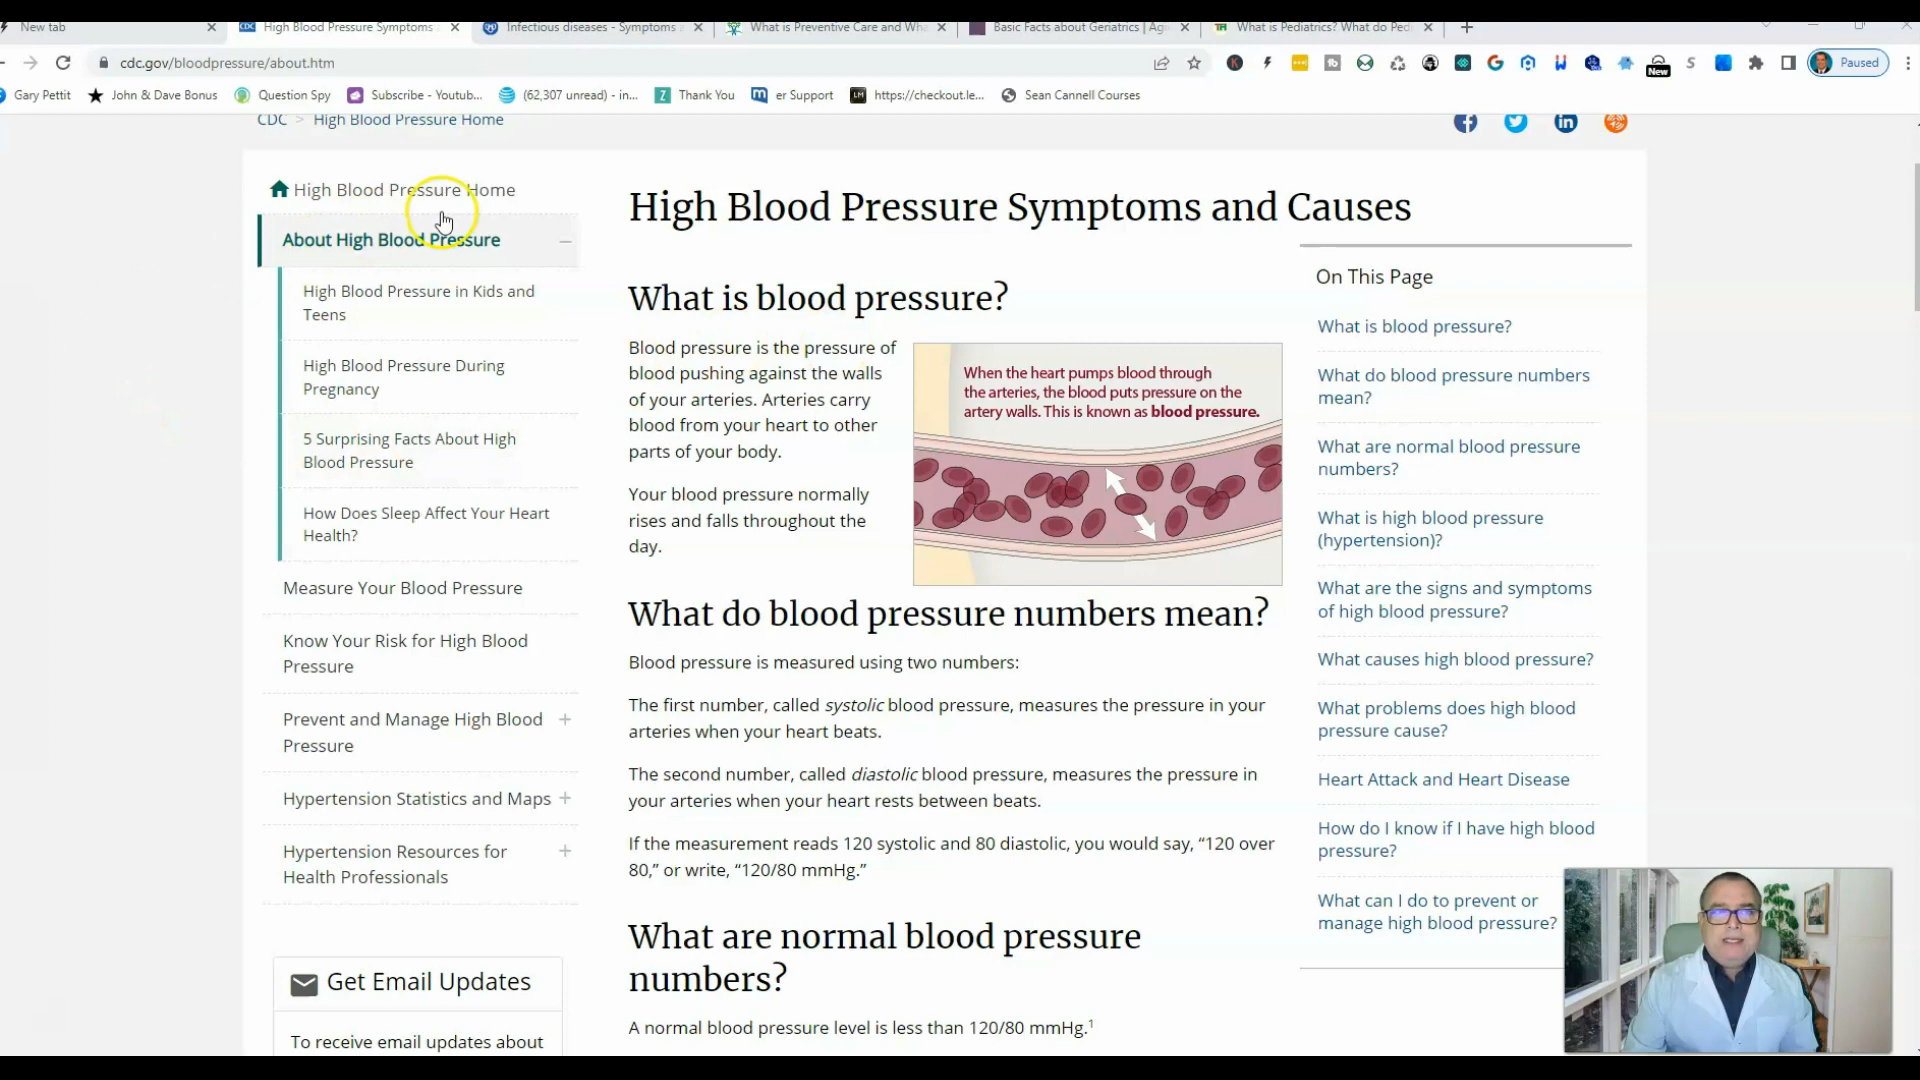 New tab
High Blood Pressure Symptoms
Infectious diseases - Symptoms
What is Preventive Care and Wha
Basic Facts about Geriatrics | Agi
What is Pediatrics? What do Pedi
cdc.gov/bloodpressure/about.htm
New
Paused
Gary Pettit
John & Dave Bonus
Question Spy
Subscribe - Youtub...
(62,307 unread) - in...
Thank You
er Support
https://checkout.le...
Sean Cannell Courses
CDC > High Blood Pressure Home
High Blood Pressure Home
About High Blood Pressure
High Blood Pressure in Kids and
Teens
High Blood Pressure During
Pregnancy
5 Surprising Facts About High
Blood Pressure
How Does Sleep Affect Your Heart
Health?
Measure Your Blood Pressure
Know Your Risk for High Blood
Pressure
Prevent and Manage High Blood
Pressure
Hypertension Statistics and Maps
Hypertension Resources for
Health Professionals
Get Email Updates
To receive email updates about
High Blood Pressure Symptoms and Causes
What is blood pressure?
Blood pressure is the pressure of
blood pushing against the walls
of your arteries. Arteries carry
blood from your heart to other
parts of your body.
Your blood pressure normally
rises and falls throughout the
day.
When the heart pumps blood through
the arteries, the blood puts pressure on the
artery walls. This is known as blood pressure.
What do blood pressure numbers mean?
Blood pressure is measured using two numbers:
The first number, called systolic blood pressure, measures the pressure in your
arteries when your heart beats.
The second number, called diastolic blood pressure, measures the pressure in
your arteries when your heart rests between beats.
If the measurement reads 120 systolic and 80 diastolic, you would say, “120 over
80,” or write, “120/80 mmHg.”
What are normal blood pressure
numbers?
A normal blood pressure level is less than 120/80 mmHg.1
On This Page
What is blood pressure?
What do blood pressure numbers
mean?
What are normal blood pressure
numbers?
What is high blood pressure
(hypertension)?
What are the signs and symptoms
of high blood pressure?
What causes high blood pressure?
What problems does high blood
pressure cause?
Heart Attack and Heart Disease
How do I know if I have high blood
pressure?
What can I do to prevent or
manage high blood pressure?